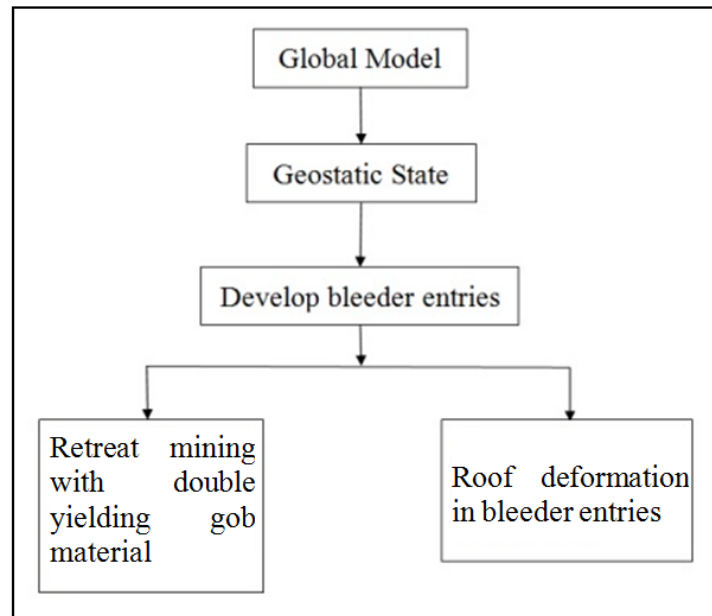 Global Model
Geostatic State
Develop bleeder entries
Retreat mining
with double
yielding gob
material
Roof deformation
in bleeder entries